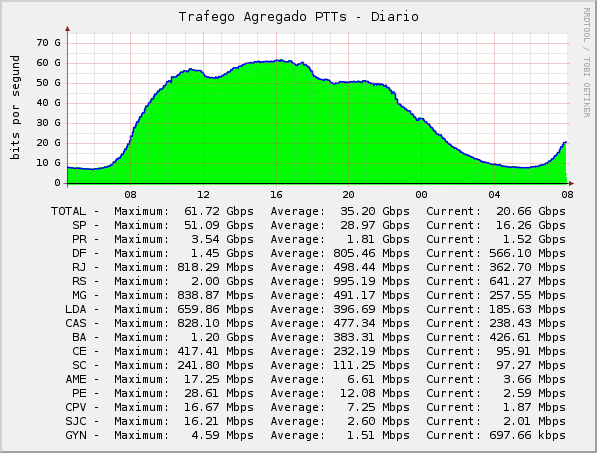 Trafego Agregado PTTs - Diario
RRDTOOL / TOBI OETIKER
bits por segund
70 G
60 G
50 G
40 G
30 G
20 G
10 G
0
08 12 16 20 00 04 08
TOTAL - Maximum: 61.72 Gbps Average: 35.20 Gbps Current: 20.66 Gbps
SP - Maximum: 51.09 Gbps Average: 28.97 Gbps Current: 16.26 Gbps
PR - Maximum: 3.54 Gbps Average: 1.81 Gbps Current: 1.52 Gbps
DF - Maximum: 1.45 Gbps Average: 805.46 Mbps Current: 566.10 Mbps
RJ - Maximum: 818.29 Mbps Average: 498.44 Mbps Current: 362.70 Mbps
RS - Maximum: 2.00 Gbps Average: 995.19 Mbps Current: 641.27 Mbps
MG - Maximum: 838.87 Mbps Average: 491.17 Mbps Current: 257.55 Mbps
LDA - Maximum: 659.86 Mbps Average: 396.69 Mbps Current: 185.63 Mbps
CAS - Maximum: 828.10 Mbps Average: 477.34 Mbps Current: 238.43 Mbps
BA - Maximum: 1.20 Gbps Average: 383.31 Mbps Current: 426.61 Mbps
CE - Maximum: 417.41 Mbps Average: 232.19 Mbps Current: 95.91 Mbps
SC - Maximum: 241.80 Mbps Average: 111.25 Mbps Current: 97.27 Mbps
AME - Maximum: 17.25 Mbps Average: 6.61 Mbps Current: 3.66 Mbps
PE - Maximum: 28.61 Mbps Average: 12.08 Mbps Current: 2.59 Mbps
CPV - Maximum: 16.67 Mbps Average: 7.25 Mbps Current: 1.87 Mbps
SJC - Maximum: 16.21 Mbps Average: 2.60 Mbps Current: 2.01 Mbps
GYN - Maximum: 4.59 Mbps Average: 1.51 Mbps Current: 697.66 kbps